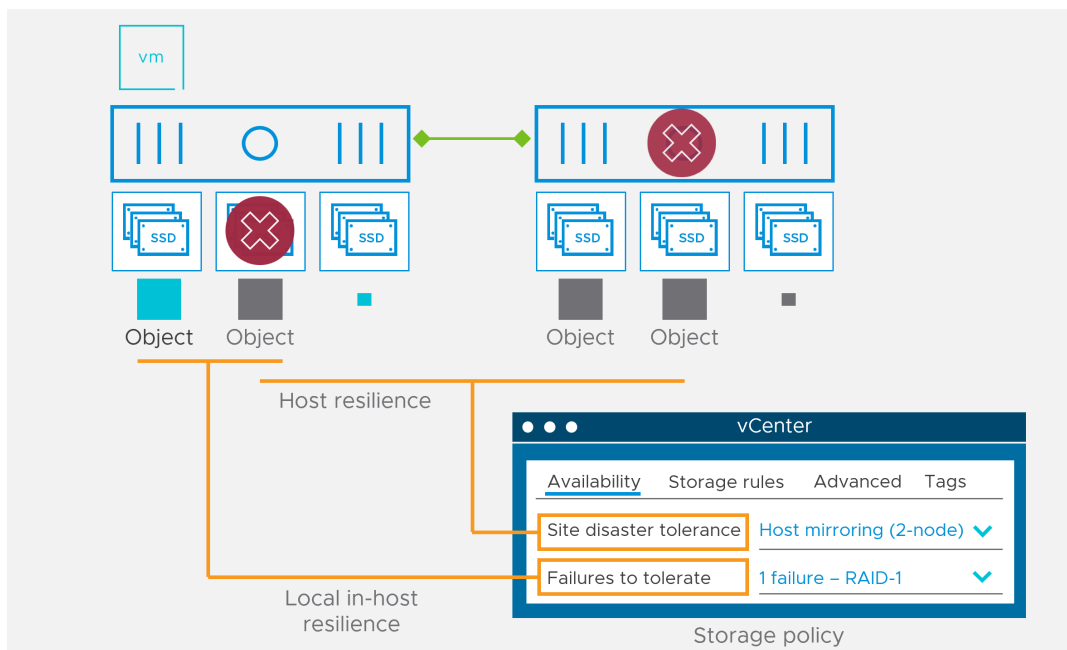 vm
SSD
SSD
SSD
SSD
SSD
Object
Object
Object
Object
Host resilience
vCenter
Availability
Storage rules
Advanced
Tags
Site disaster tolerance
Host mirroring (2-node)
Failures to tolerate
1 failure – RAID-1
Local in-host
resilience
Storage policy